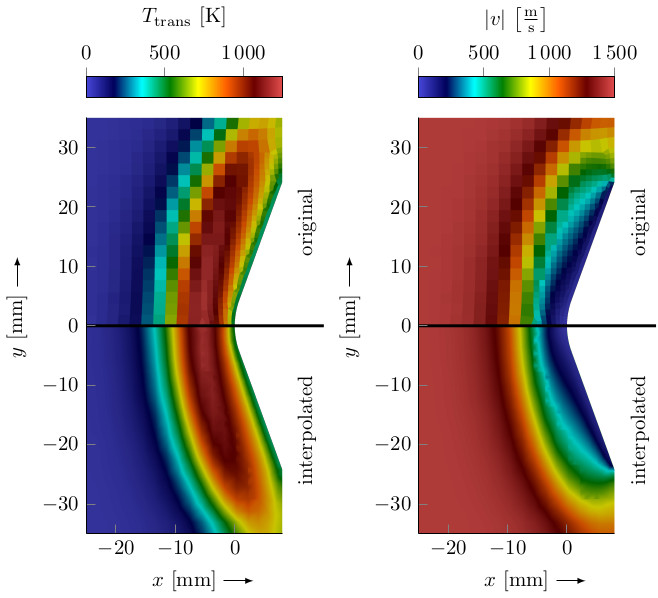 T_trans [K]
0 500 1 000
30
20
10
0
−10
−20
−30
y [mm] ⟶
original
interpolated
−20 −10 0
x [mm] ⟶
|v| [m/s]
0 500 1 000 1 500
30
20
10
0
−10
−20
−30
y [mm] ⟶
original
interpolated
−20 −10 0
x [mm] ⟶